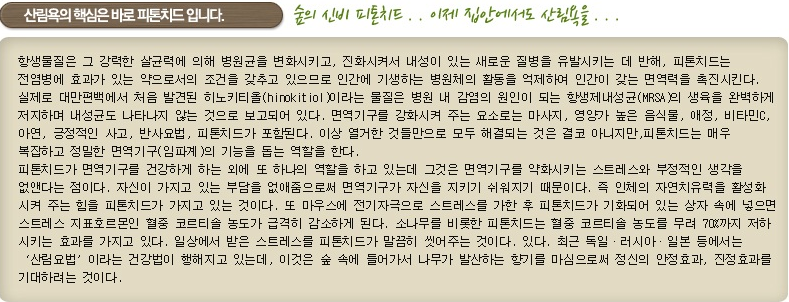 산림욕의 핵심은 바로 피톤치드 입니다.
숲의 신비 피톤치드 . . 이제 집안에서도 산림욕을 . . .
항생물질은 그 강력한 살균력에 의해 병원균을 변화시키고, 진화시켜서 내성이 있는 새로운 질병을 유발시키는 데 반해, 피톤치드는
전염병에 효과가 있는 약으로서의 조건을 갖추고 있으므로 인간에 기생하는 병원체의 활동을 억제하여 인간이 갖는 면역력을 촉진시킨다.
실제로 대만편백에서 처음 발견된 히노키티올(hinokitiol)이라는 물질은 병원 내 감염의 원인이 되는 항생제내성균(MRSA)의 생육을 완벽하게
저지하며 내성균도 나타나지 않는 것으로 보고되어 있다. 면역기구를 강화시켜 주는 요소로는 마사지, 영양가 높은 음식물, 애정, 비타민C,
아연, 긍정적인 사고, 반사요법, 피톤치드가 포함된다. 이상 열거한 것들만으로 모두 해결되는 것은 결코 아니지만,피톤치드는 매우
복잡하고 정밀한 면역기구(임파계)의 기능을 돕는 역할을 한다.
피톤치드가 면역기구를 건강하게 하는 외에 또 하나의 역할을 하고 있는데 그것은 면역기구를 약화시키는 스트레스와 부정적인 생각을
없앤다는 점이다. 자신이 가지고 있는 부담을 없애줌으로써 면역기구가 자신을 지키기 쉬워지기 때문이다. 즉 인체의 자연치유력을 활성화
시켜 주는 힘을 피톤치드가 가지고 있는 것이다. 또 마우스에 전기자극으로 스트레스를 가한 후 피톤치드가 기화되어 있는 상자 속에 넣으면
스트레스 지표호르몬인 혈중 코르티솔 농도가 급격히 감소하게 된다. 소나무를 비롯한 피톤치드는 혈중 코르티솔 농도를 무려 70%까지 저하
시키는 효과를 가지고 있다. 일상에서 받은 스트레스를 피톤치드가 말끔히 씻어주는 것이다. 있다. 최근 독일·러시아· 일본 등에서는
‘산림요법’이라는 건강법이 행해지고 있는데, 이것은 숲 속에 들어가서 나무가 발산하는 향기를 마심으로써 정신의 안정효과, 진정효과를
기대하려는 것이다.